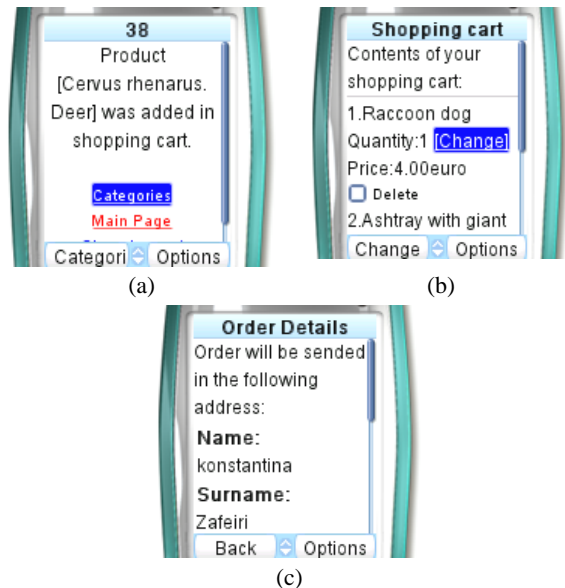 38
Product
[Cervus rhenarus.
Deer] was added in
shopping cart.
Categories
Main Page
Categori Options
(a)
Shopping cart
Contents of your
shopping cart:
1.Raccoon dog
Quantity:1 [Change]
Price:4.00euro
Delete
2.Ashtray with giant
Change Options
(b)
Order Details
Order will be sended
in the following
address:
Name:
konstantina
Surname:
Zafeiri
Back Options
(c)